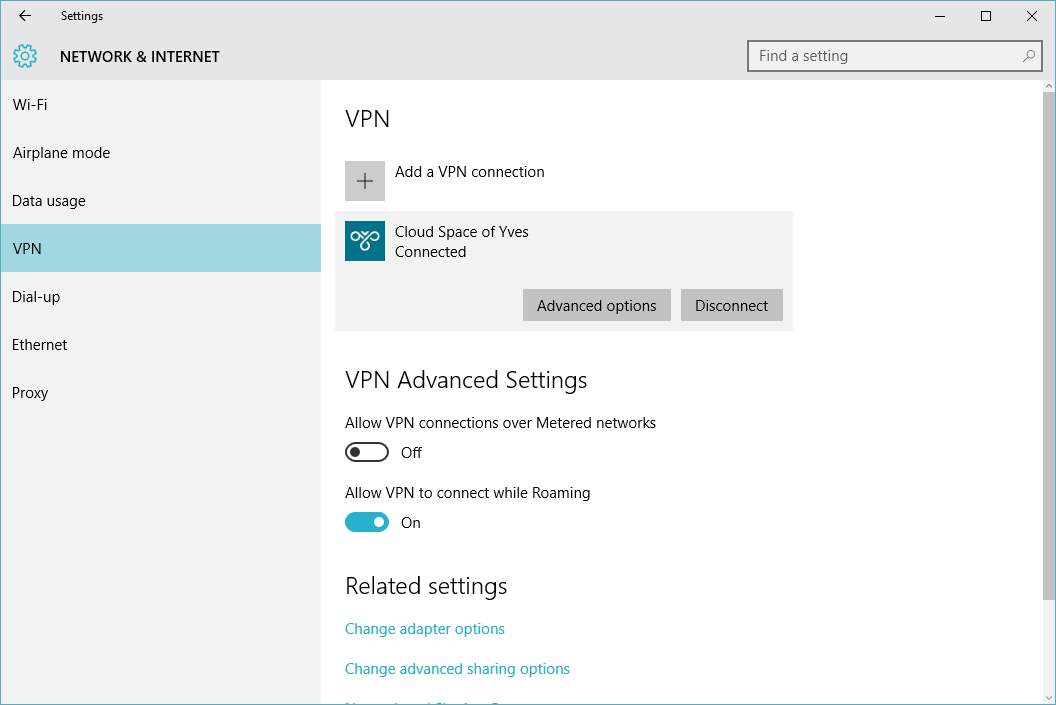 Settings
NETWORK & INTERNET
Find a setting
Wi-Fi
Airplane mode
Data usage
VPN
Dial-up
Ethernet
Proxy
VPN
Add a VPN connection
Cloud Space of Yves
Connected
Advanced options
Disconnect
VPN Advanced Settings
Allow VPN connections over Metered networks
Off
Allow VPN to connect while Roaming
On
Related settings
Change adapter options
Change advanced sharing options